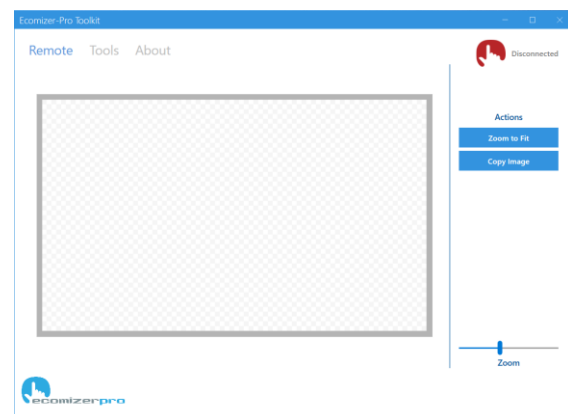 Ecomizer-Pro Toolkit
Remote Tools About
Disconnected
Actions
Zoom to Fit
Copy Image
Zoom
ecomizerpro